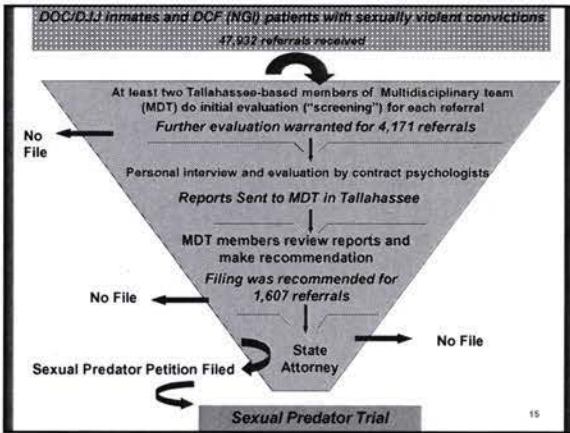 DOC/DJJ inmates and DCF (NGI) patients with sexually violent convictions
47,932 referrals received
At least two Tallahassee-based members of Multidisciplinary team
(MDT) do initial evaluation ("screening") for each referral
Further evaluation warranted for 4,171 referrals
No
File
Personal interview and evaluation by contract psychologists
Reports Sent to MDT in Tallahassee
MDT members review reports and
make recommendation
Filing was recommended for
1,607 referrals
No File
State
Attorney
No File
Sexual Predator Petition Filed
Sexual Predator Trial
15